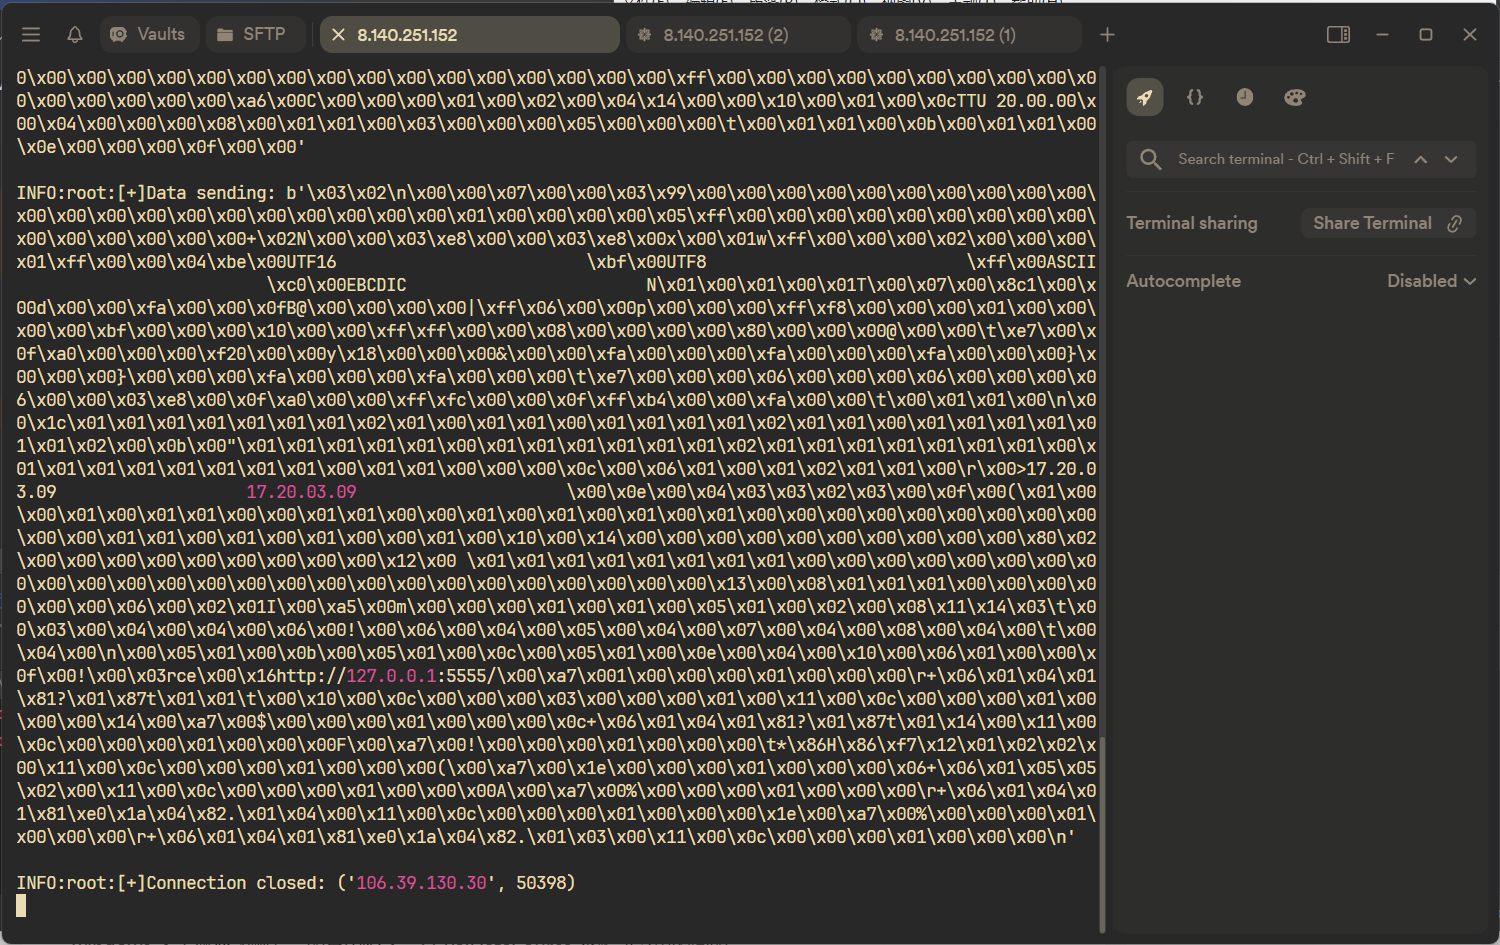 Vaults
SFTP
8.140.251.152
8.140.251.152 (2)
8.140.251.152 (1)
0\x00\x00\x00\x00\x00\x00\x00\x00\x00\x00\x00\x00\x00\x00\x00\x00\xff\x00\x00\x00\x00\x00\x00\x00\x00\x0
0\x00\x00\x00\x00\x00\xa6\x00C\x00\x00\x00\x01\x00\x02\x00\x04\x14\x00\x00\x10\x00\x01\x00\x0cTTU 20.00.00\x
00\x04\x00\x00\x00\x08\x00\x01\x01\x00\x03\x00\x00\x00\x05\x00\x00\x00\t\x00\x01\x01\x00\x0b\x00\x01\x01\x00
\x0e\x00\x00\x00\x0f\x00\x00'
INFO:root:[+]Data sending: b'\x03\x02\n\x00\x00\x07\x00\x00\x03\x99\x00\x00\x00\x00\x00\x00\x00\x00\x00\x00\
x00\x00\x00\x00\x00\x00\x00\x00\x00\x00\x00\x01\x00\x00\x00\x00\x05\xff\x00\x00\x00\x00\x00\x00\x00\x00\x00\
x00\x00\x00\x00\x00\x00+\x02N\x00\x00\x03\xe8\x00\x00\x03\xe8\x00x\x00\x01w\xff\x00\x00\x00\x02\x00\x00\x00\
x01\xff\x00\x00\x04\xbe\x00UTF16                         \xbf\x00UTF8                          \xff\x00ASCII
                         \xc0\x00EBCDIC                        N\x01\x00\x01\x00\x01T\x00\x07\x00\x8c1\x00\x
00d\x00\x00\xfa\x00\x00\x0fB@\x00\x00\x00\x00|\xff\x06\x00\x00p\x00\x00\x00\xff\xf8\x00\x00\x00\x01\x00\x00\
x00\x00\xbf\x00\x00\x00\x10\x00\x00\xff\xff\x00\x00\x08\x00\x00\x00\x00\x80\x00\x00\x00@\x00\x00\t\xe7\x00\x
0f\xa0\x00\x00\x00\xf20\x00\x00y\x18\x00\x00\x00&\x00\x00\xfa\x00\x00\x00\xfa\x00\x00\x00\xfa\x00\x00\x00}\x
00\x00\x00}\x00\x00\x00\xfa\x00\x00\x00\xfa\x00\x00\x00\t\xe7\x00\x00\x00\x06\x00\x00\x00\x06\x00\x00\x00\x0
6\x00\x00\x03\xe8\x00\x0f\xa0\x00\x00\xff\xfc\x00\x00\x0f\xff\xb4\x00\x00\xfa\x00\x00\t\x00\x01\x01\x00\n\x0
0\x1c\x01\x01\x01\x01\x01\x01\x01\x02\x01\x00\x01\x01\x00\x01\x01\x01\x01\x02\x01\x01\x00\x01\x01\x01\x01\x0
1\x01\x02\x00\x0b\x00"\x01\x01\x01\x01\x01\x00\x01\x01\x01\x01\x01\x01\x02\x01\x01\x01\x01\x01\x01\x01\x00\x
01\x01\x01\x01\x01\x01\x01\x01\x00\x01\x01\x00\x00\x00\x0c\x00\x06\x01\x00\x01\x02\x01\x01\x00\r\x00>17.20.0
3.09                   17.20.03.09                     \x00\x0e\x00\x04\x03\x03\x02\x03\x00\x0f\x00(\x01\x00
\x00\x01\x00\x01\x01\x00\x00\x01\x01\x00\x00\x01\x00\x01\x00\x01\x00\x01\x00\x00\x00\x00\x00\x00\x00\x00\x00
\x00\x00\x01\x01\x00\x01\x00\x01\x00\x00\x01\x00\x10\x00\x14\x00\x00\x00\x00\x00\x00\x00\x00\x00\x00\x80\x02
\x00\x00\x00\x00\x00\x00\x00\x00\x00\x12\x00 \x01\x01\x01\x01\x01\x01\x01\x01\x00\x00\x00\x00\x00\x00\x00\x0
0\x00\x00\x00\x00\x00\x00\x00\x00\x00\x00\x00\x00\x00\x00\x00\x00\x00\x13\x00\x08\x01\x01\x01\x00\x00\x00\x0
0\x00\x00\x06\x00\x02\x01I\x00\xa5\x00m\x00\x00\x00\x01\x00\x01\x00\x05\x01\x00\x02\x00\x08\x11\x14\x03\t\x0
0\x03\x00\x04\x00\x04\x00\x06\x00!\x00\x06\x00\x04\x00\x05\x00\x04\x00\x07\x00\x04\x00\x08\x00\x04\x00\t\x00
\x04\x00\n\x00\x05\x01\x00\x0b\x00\x05\x01\x00\x0c\x00\x05\x01\x00\x0e\x00\x04\x00\x10\x00\x06\x01\x00\x00\x
0f\x00!\x00\x03rce\x00\x16http://127.0.0.1:5555/\x00\xa7\x001\x00\x00\x00\x01\x00\x00\x00\r+\x06\x01\x04\x01
\x81?\x01\x87t\x01\x01\t\x00\x10\x00\x0c\x00\x00\x00\x03\x00\x00\x00\x01\x00\x11\x00\x0c\x00\x00\x00\x01\x00
\x00\x00\x14\x00\xa7\x00$\x00\x00\x00\x01\x00\x00\x00\x0c+\x06\x01\x04\x01\x81?\x01\x87t\x01\x14\x00\x11\x00
\x0c\x00\x00\x00\x01\x00\x00\x00F\x00\xa7\x00!\x00\x00\x00\x01\x00\x00\x00\t*\x86H\x86\xf7\x12\x01\x02\x02\x
00\x11\x00\x0c\x00\x00\x00\x01\x00\x00\x00(\x00\xa7\x00\x1e\x00\x00\x00\x01\x00\x00\x00\x06+\x06\x01\x05\x05
\x02\x00\x11\x00\x0c\x00\x00\x00\x01\x00\x00\x00A\x00\xa7\x00%\x00\x00\x00\x01\x00\x00\x00\r+\x06\x01\x04\x0
1\x81\xe0\x1a\x04\x82.\x01\x04\x00\x11\x00\x0c\x00\x00\x00\x01\x00\x00\x00\x1e\x00\xa7\x00%\x00\x00\x00\x01\
x00\x00\x00\r+\x06\x01\x04\x01\x81\xe0\x1a\x04\x82.\x01\x03\x00\x11\x00\x0c\x00\x00\x00\x01\x00\x00\x00\n'
INFO:root:[+]Connection closed: ('106.39.130.30', 50398)
{}
Search terminal - Ctrl + Shift + F
Terminal sharing
Share Terminal
Autocomplete
Disabled